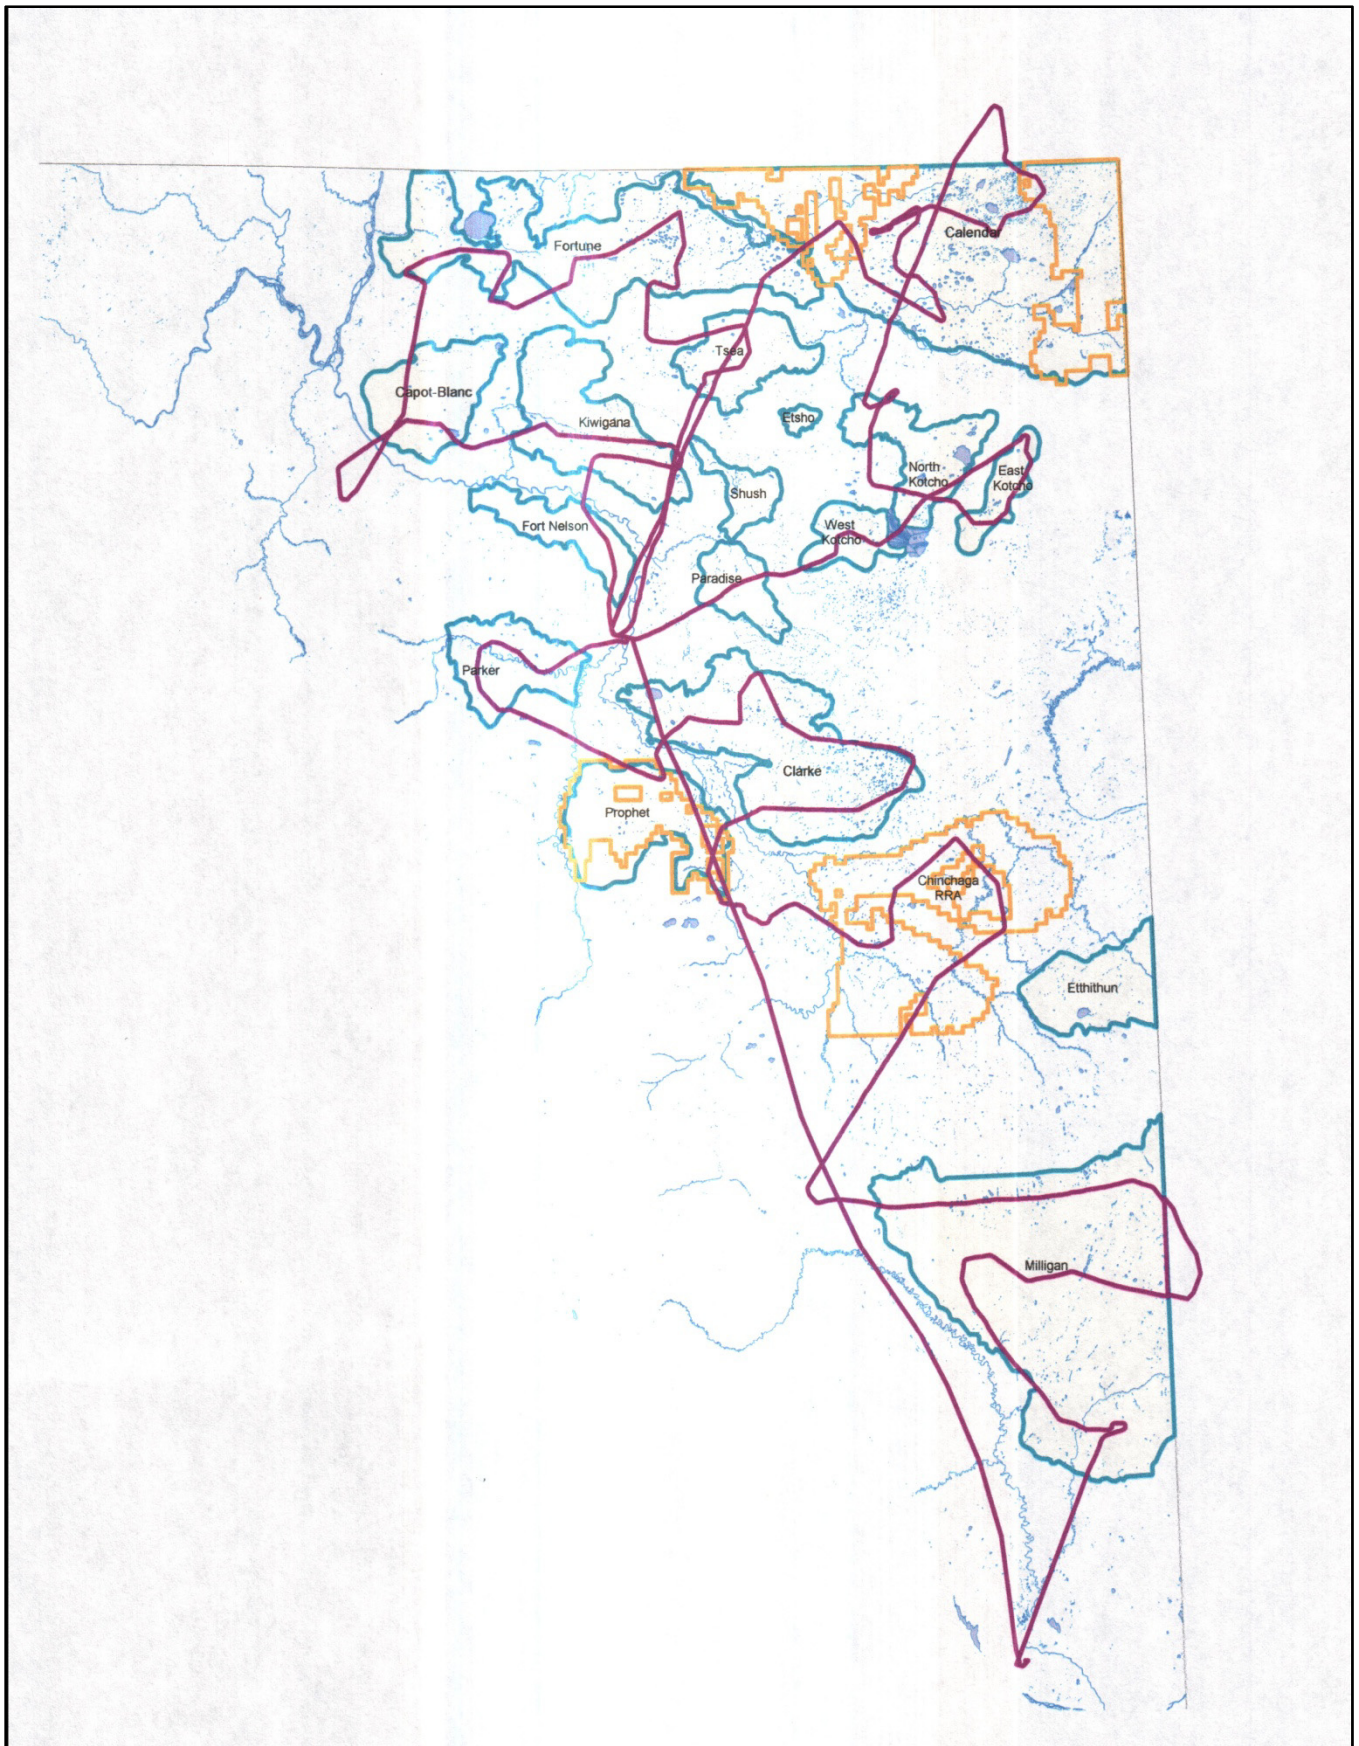 Fortune
Calendar
Tsea
Capot-Blanc
Etsho
Kiwigana
North -
Kotcho
East
Kotcho
Shush
Fort Nelson
West
Kotcho
Paradise
Parker
Clarke
Prophet
Chinchaga
RRA
Etthithun
Milligan